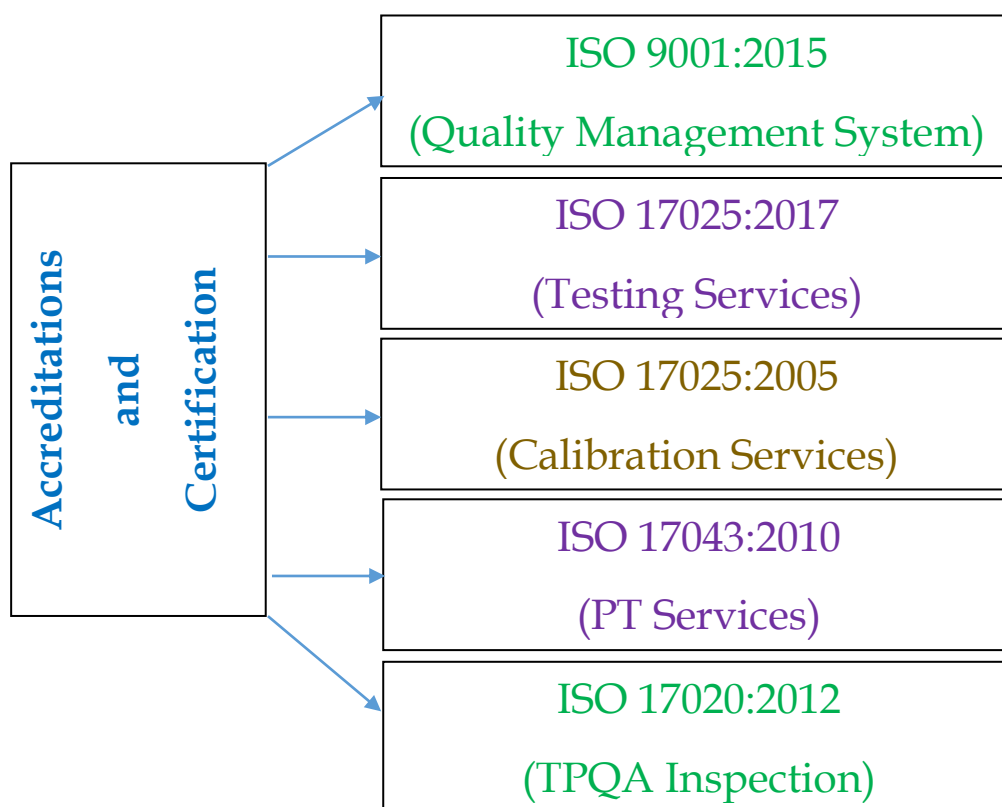 Accreditations
and
Certification
ISO 9001:2015
(Quality Management System)
ISO 17025:2017
(Testing Services)
ISO 17025:2005
(Calibration Services)
ISO 17043:2010
(PT Services)
ISO 17020:2012
(TPQA Inspection)